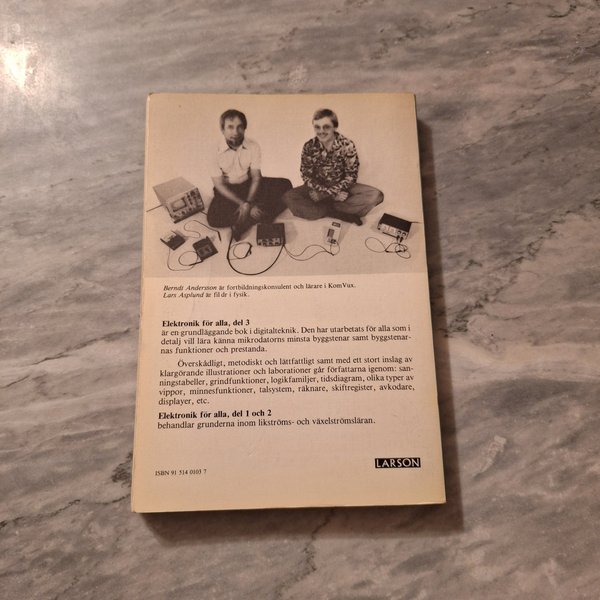 Berndt Andersson är fortbildningskonsulent och lärare i KomVux.
Lars Asplund är fil dr i fysik.
Elektronik för alla, del 3
är en grundläggande bok i digitalteknik. Den har utarbetats för alla som i
detalj vill lära känna mikrodatorns minsta byggstenar samt byggstenar-
nas funktioner och prestanda.
Överskådligt, metodiskt och lättfattligt samt med ett stort inslag av
klargörande illustrationer och laborationer går författarna igenom: san-
ningstabeller, grindfunktioner, logikfamiljer, tidsdiagram, olika typer av
vippor, minnesfunktioner, talsystem, räknare, skiftregister, avkodare,
displayer, etc.
Elektronik för alla, del 1 och 2
behandlar grunderna inom likströms- och växelströmsläran.
LARSON
ISBN 91 514 0103 7